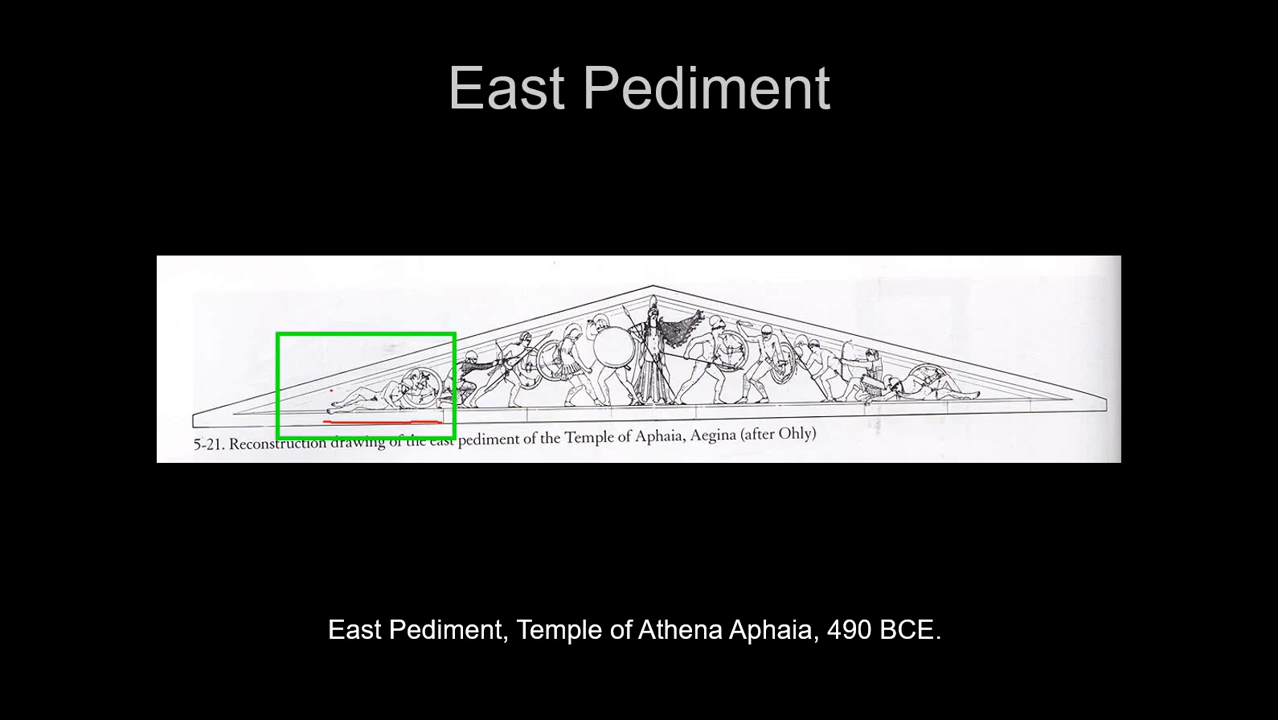 East Pediment
5-21. Reconstruction drawing of the east pediment of the Temple of Aphaia, Aegina (after Ohly)
East Pediment, Temple of Athena Aphaia, 490 BCE.